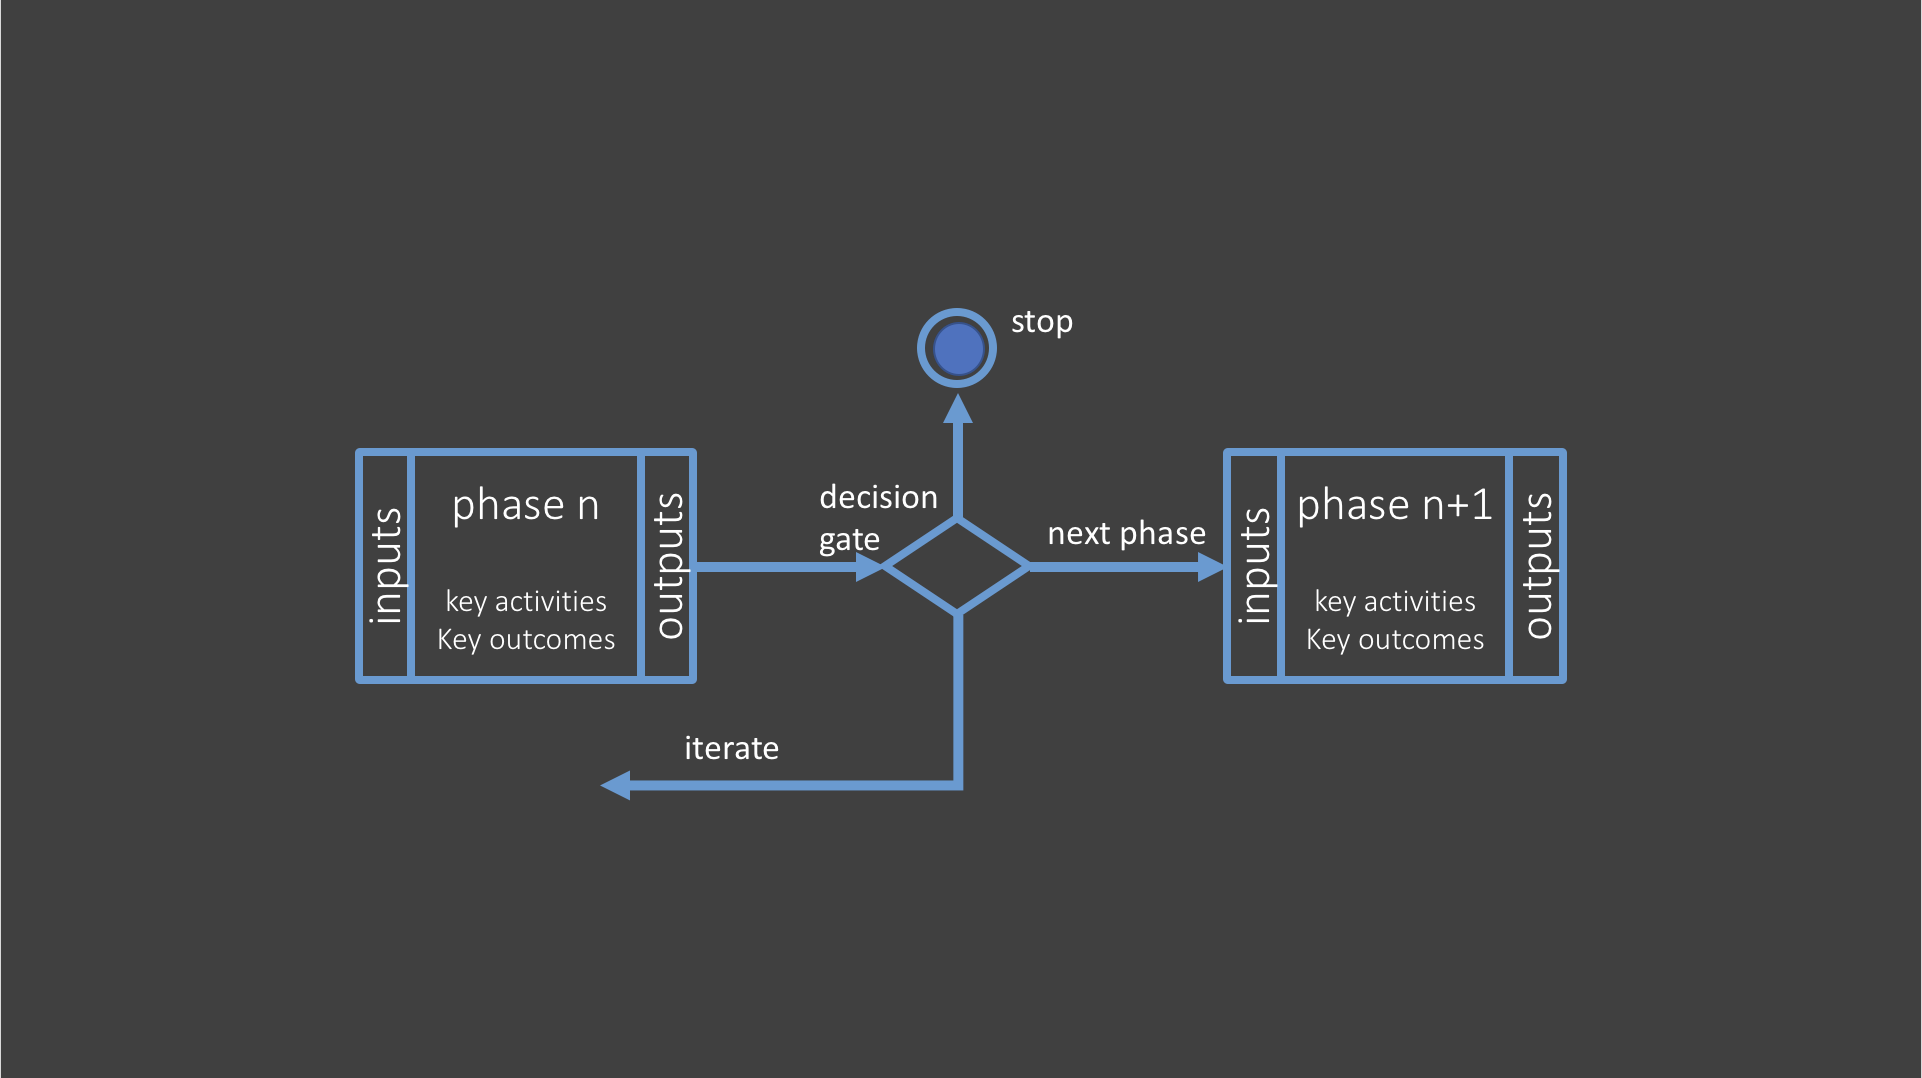 stop
inputs
phase n
key activities
Key outcomes
outputs
decision
gate
next phase
inputs
phase n+1
key activities
Key outcomes
outputs
iterate